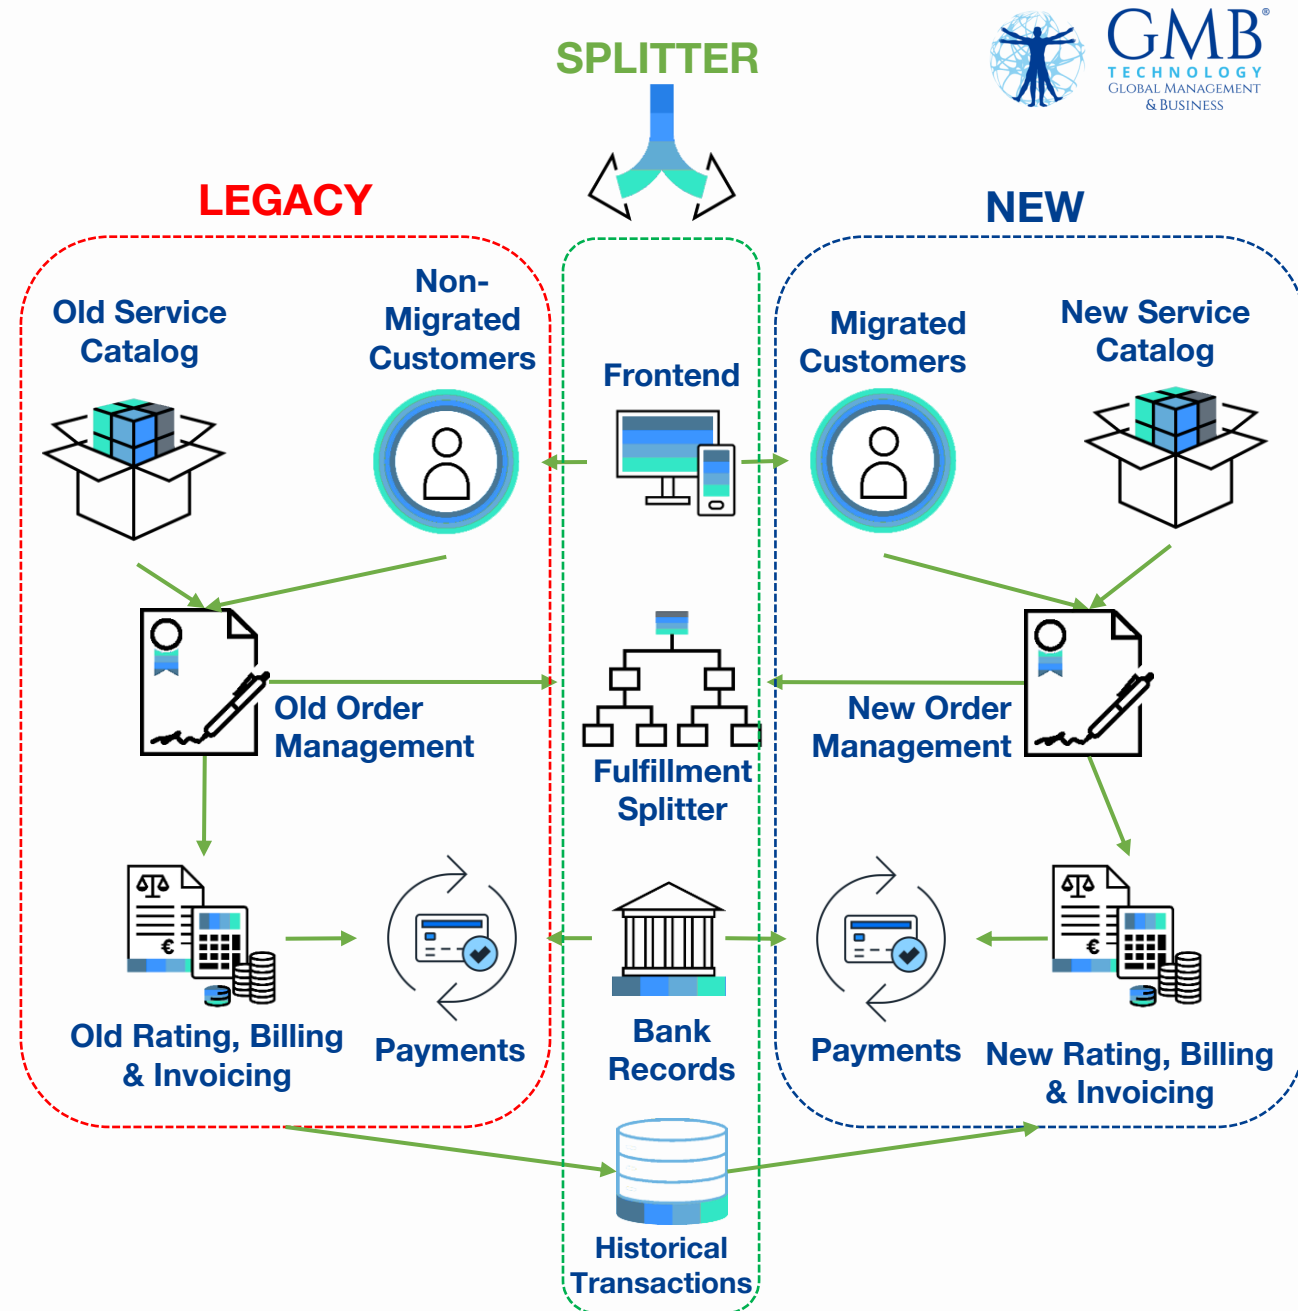 SPLITTER
GMB®
TECHNOLOGY
GLOBAL MANAGEMENT
& BUSINESS
LEGACY
NEW
Old Service
Catalog
Non-
Migrated
Customers
Frontend
Migrated
Customers
New Service
Catalog
Old Order
Management
Fulfillment
Splitter
New Order
Management
€
€
Old Rating, Billing
& Invoicing
Payments
Bank
Records
Payments
New Rating, Billing
& Invoicing
Historical
Transactions